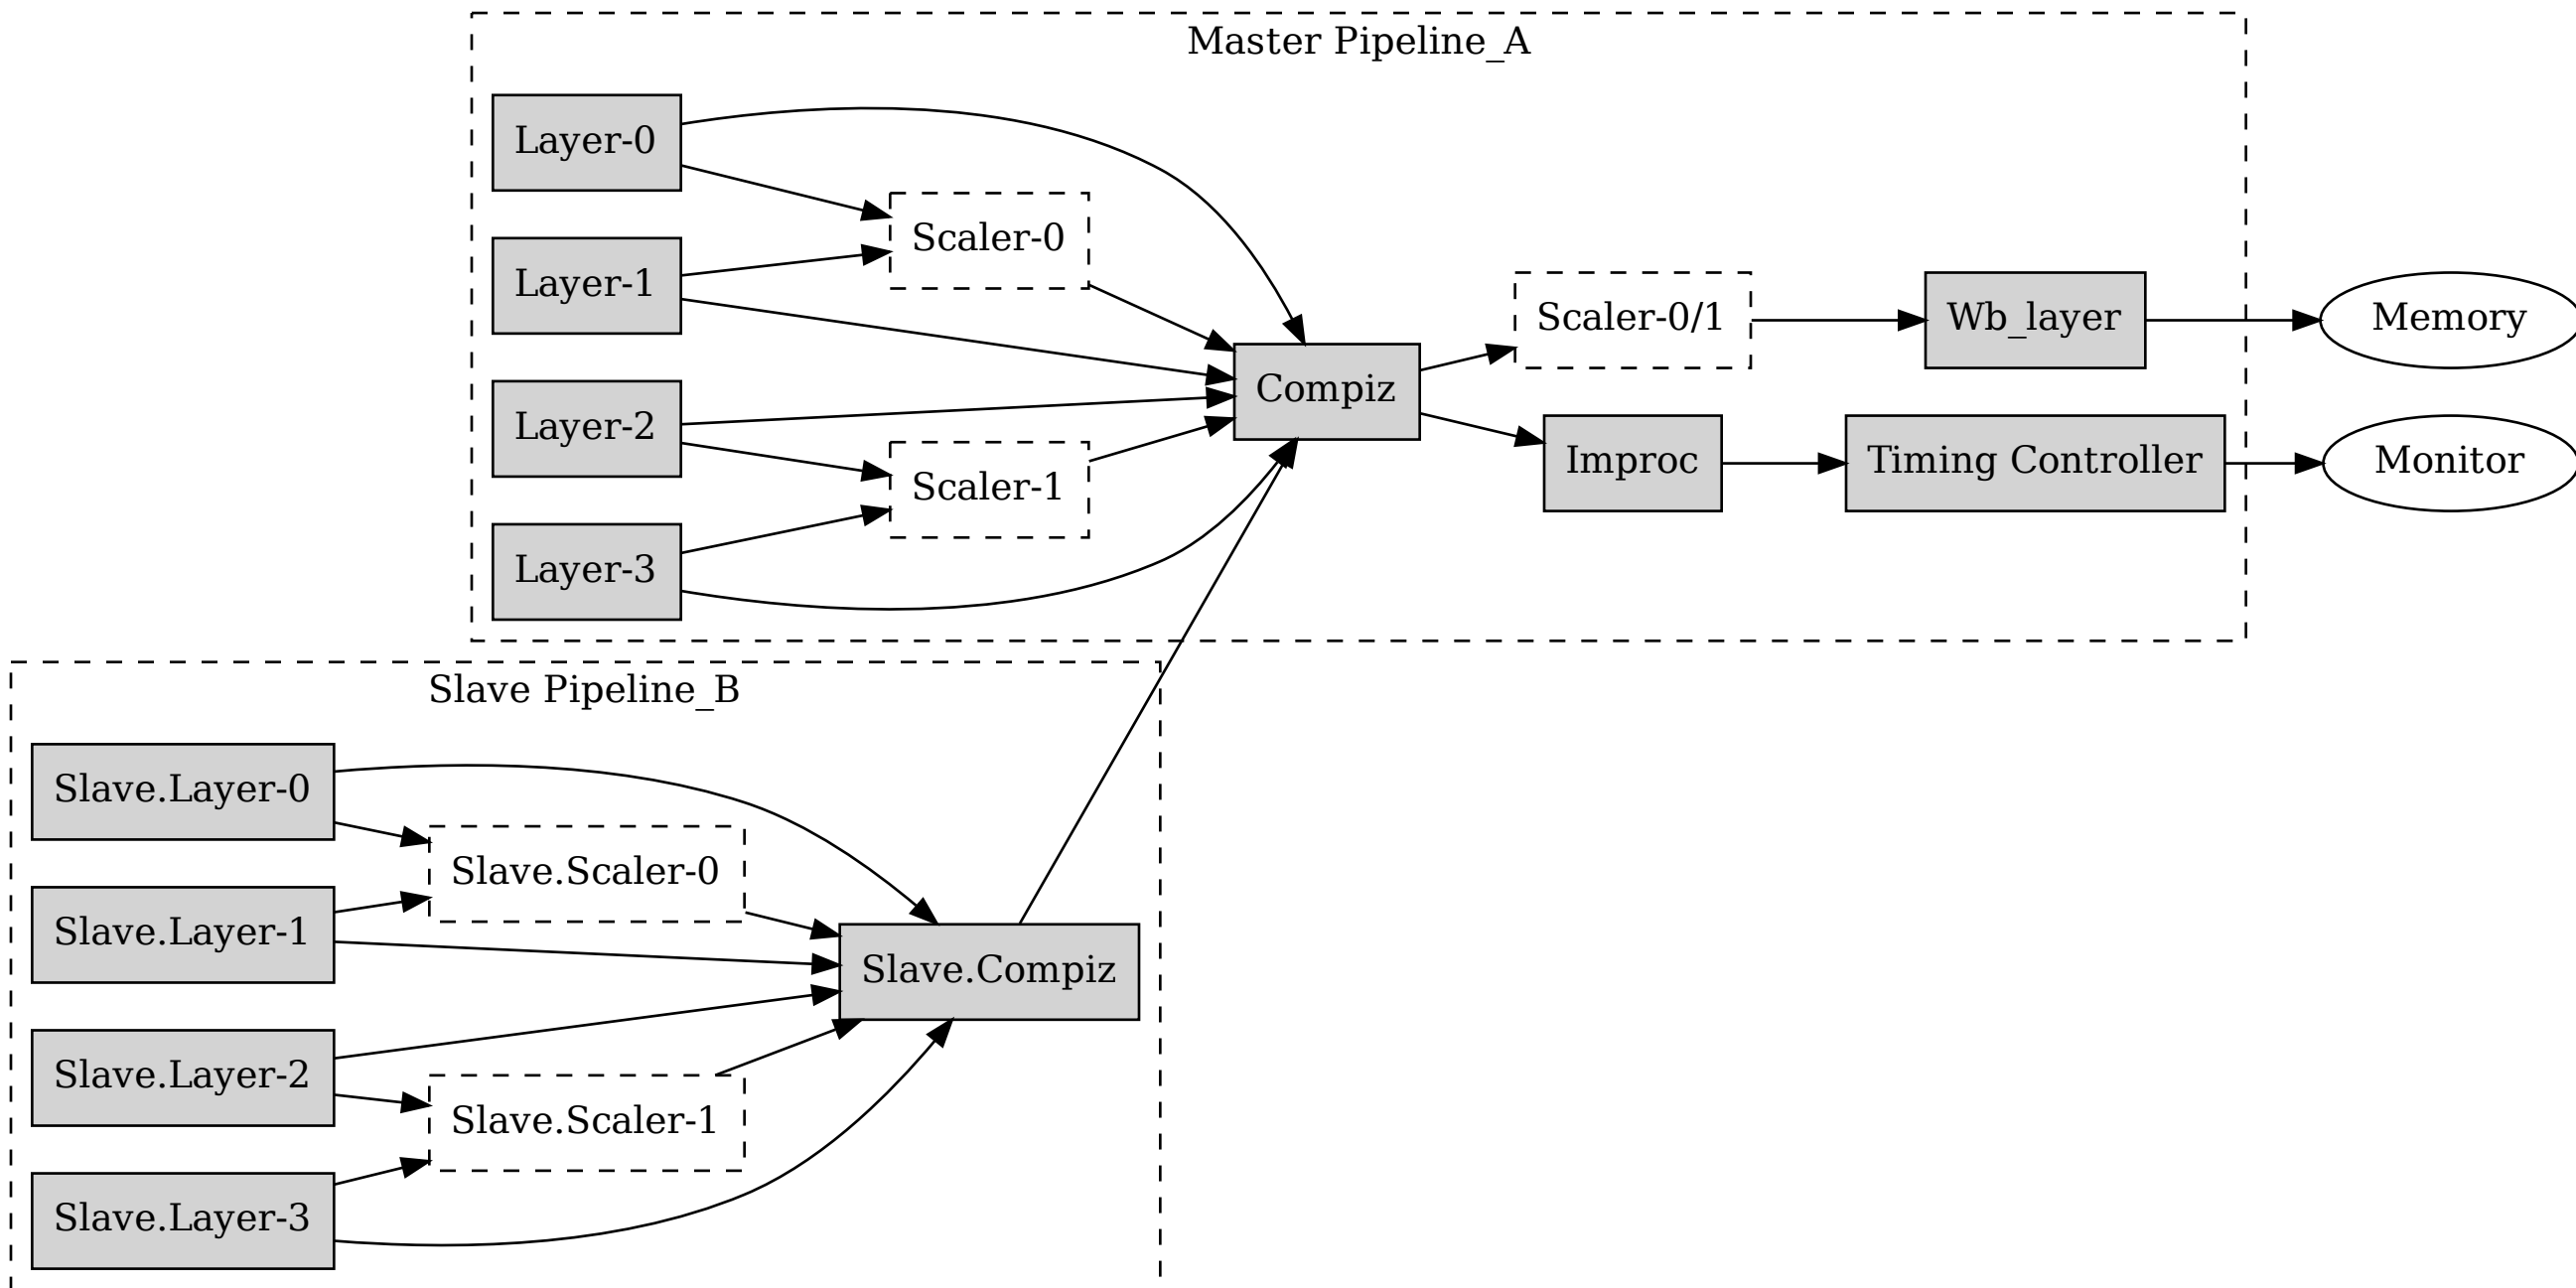 Master Pipeline_A
Layer-0
Layer-1
Layer-2
Layer-3
Scaler-0
Scaler-1
Compiz
Scaler-0/1
Wb_layer
Memory
Improc
Timing Controller
Monitor
Slave Pipeline_B
Slave.Layer-0
Slave.Layer-1
Slave.Layer-2
Slave.Layer-3
Slave.Scaler-0
Slave.Scaler-1
Slave.Compiz